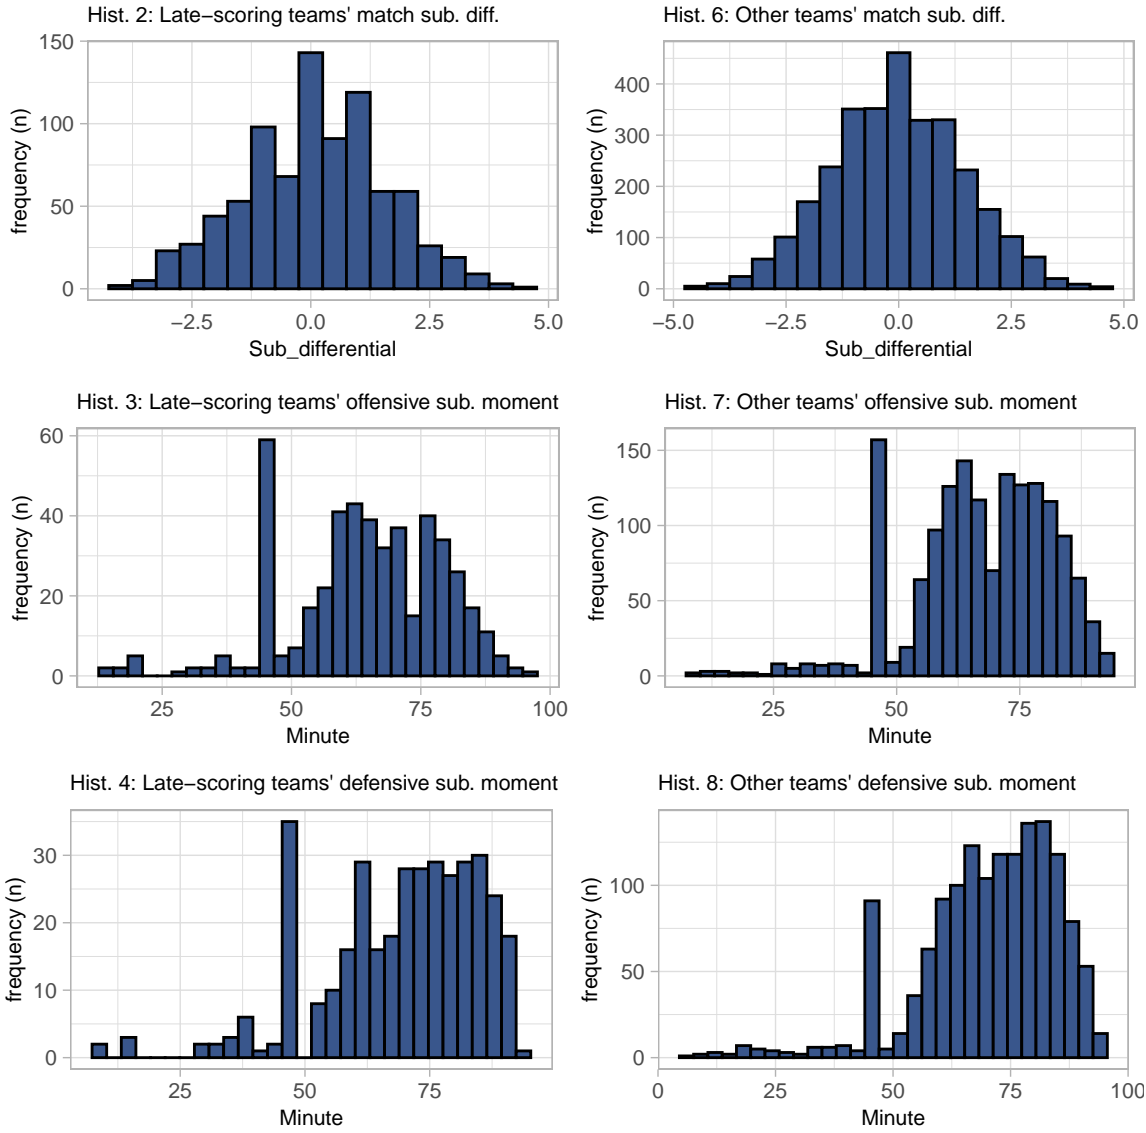 Hist. 2: Late−scoring teams' match sub. diff.
150
100
50
0
frequency (n)
−2.5
0.0
2.5
5.0
Sub_differential
Hist. 6: Other teams' match sub. diff.
400
300
200
100
0
frequency (n)
−5.0
−2.5
0.0
2.5
5.0
Sub_differential
Hist. 3: Late−scoring teams' offensive sub. moment
60
40
20
0
frequency (n)
25
50
75
100
Minute
Hist. 7: Other teams' offensive sub. moment
150
100
50
0
frequency (n)
25
50
75
Minute
Hist. 4: Late−scoring teams' defensive sub. moment
30
20
10
0
frequency (n)
25
50
75
Minute
Hist. 8: Other teams' defensive sub. moment
100
50
0
frequency (n)
0
25
50
75
100
Minute